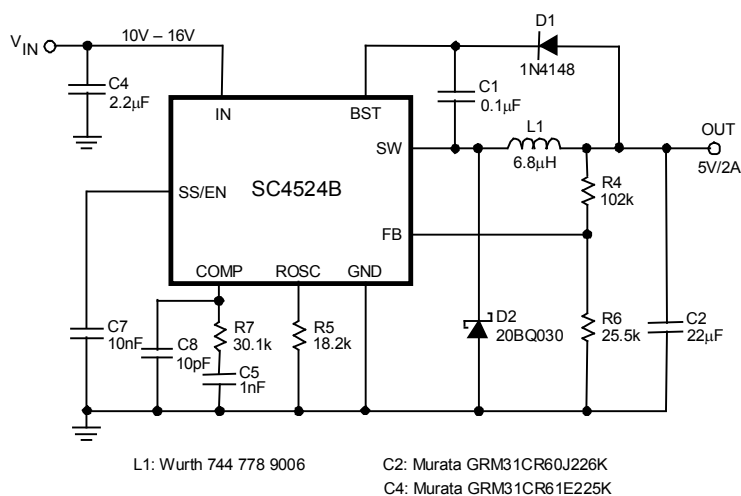 D1
V IN
10V – 16V
1N4148
C4
2.2µF
C1
0.1µF
IN
BST
L1
OUT
SW
6.8µH
5V/2A
SS/EN
SC4524B
R4
102k
FB
COMP
ROSC
GND
C7
10nF
C8
10pF
R7
30.1k
R5
18.2k
D2
20BQ030
R6
25.5k
C2
22µF
C5
1nF
L1: Wurth 744 778 9006
C2: Murata GRM31CR60J226K
C4: Murata GRM31CR61E225K